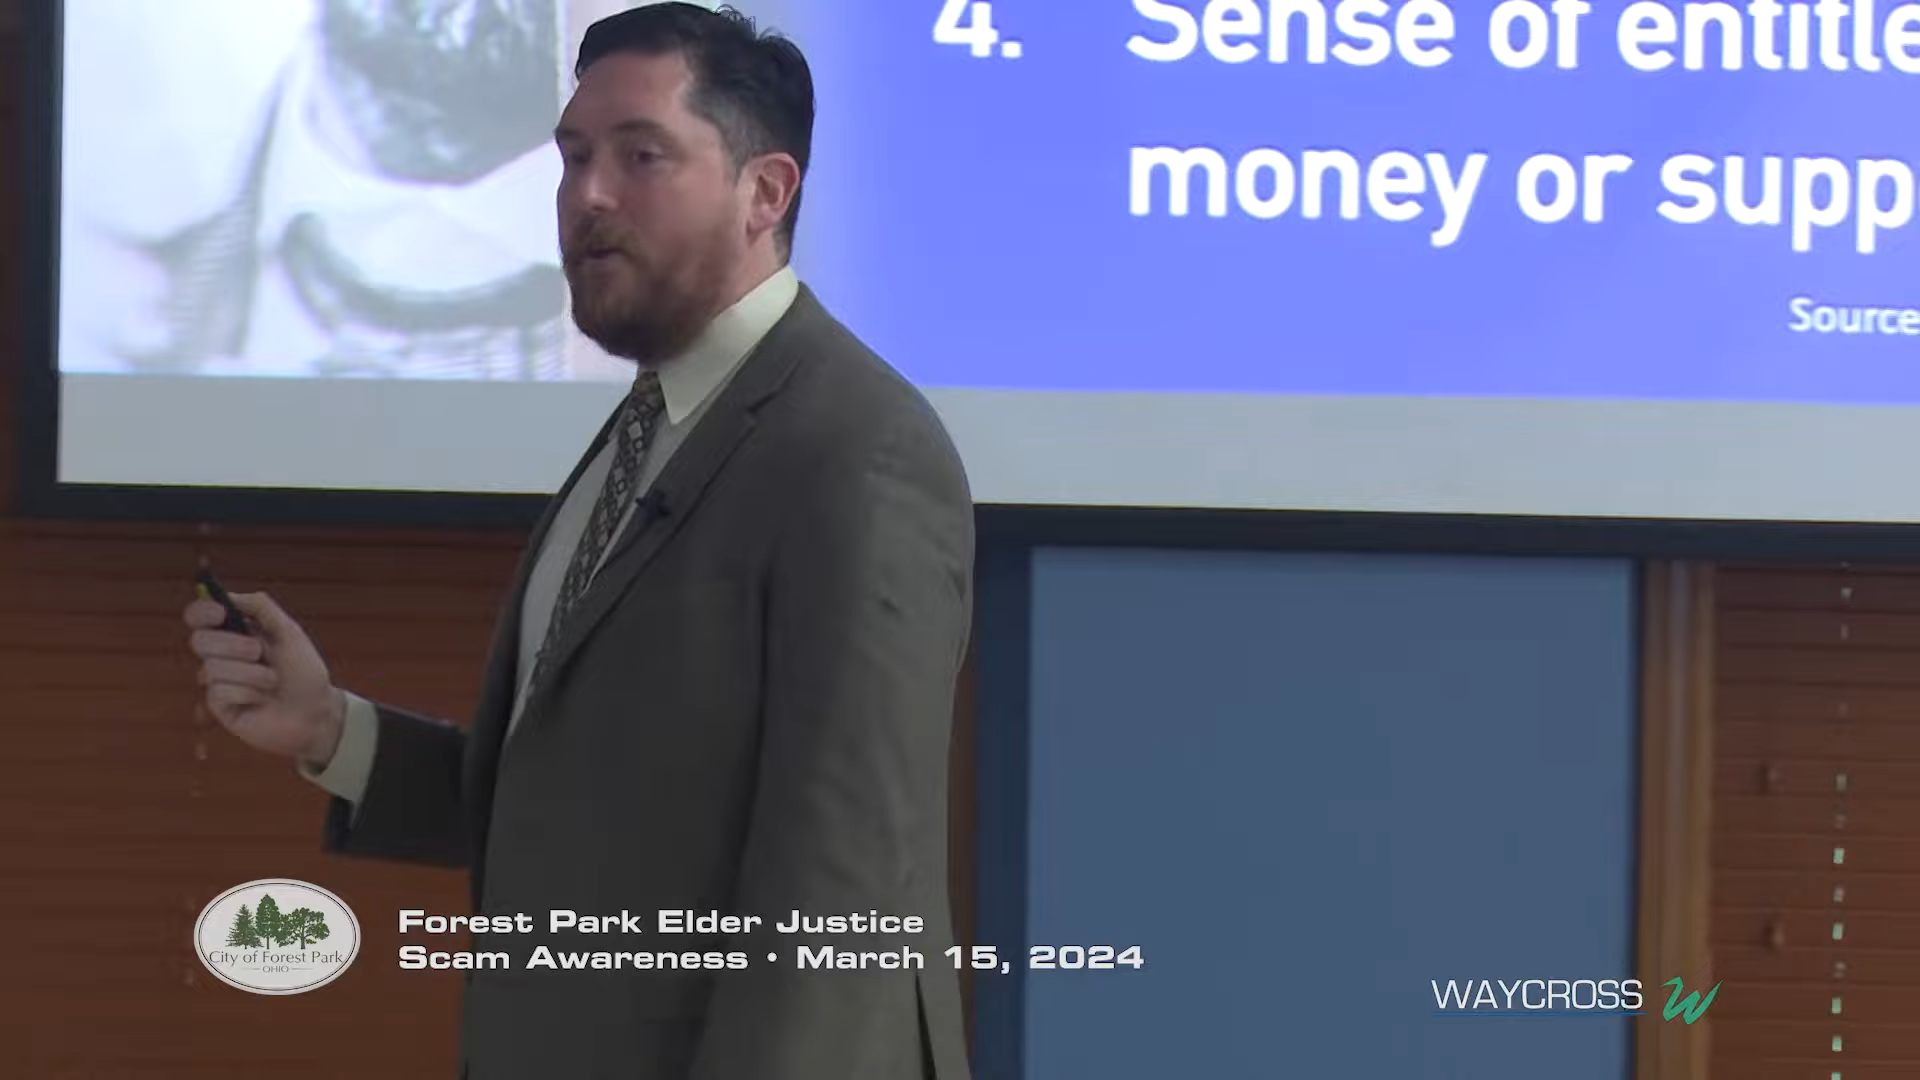 4. Sense of entitle
money or supp
Source
Forest Park Elder Justice
Scam Awareness • March 15, 2024
City of Forest Park
OHIO
WAYCROSS